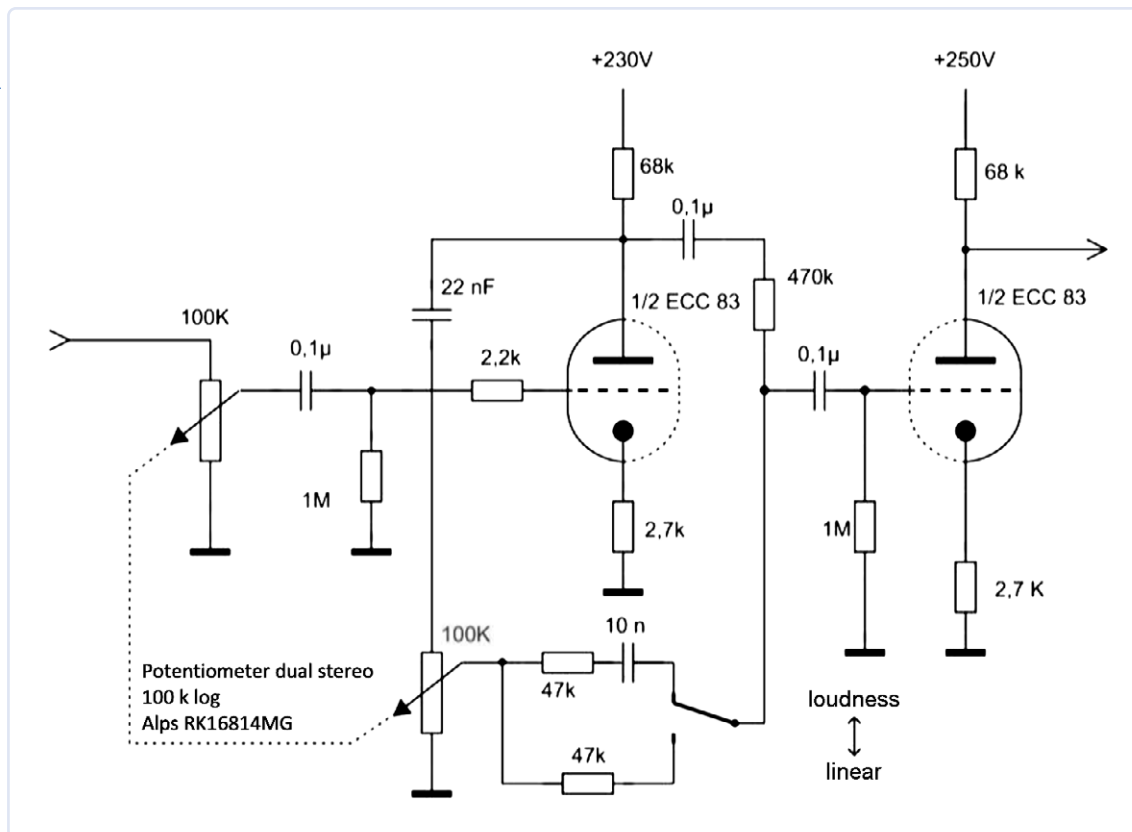 +230V
+250V
68k
68 k
0,1µ
22 nF
470k
1/2 ECC 83
1/2 ECC 83
100K
0,1µ
2,2k
0,1µ
1M
2,7k
1M
2,7 K
100K
10 n
47k
47k
Potentiometer dual stereo
100 k log
Alps RK16814MG
loudness
linear